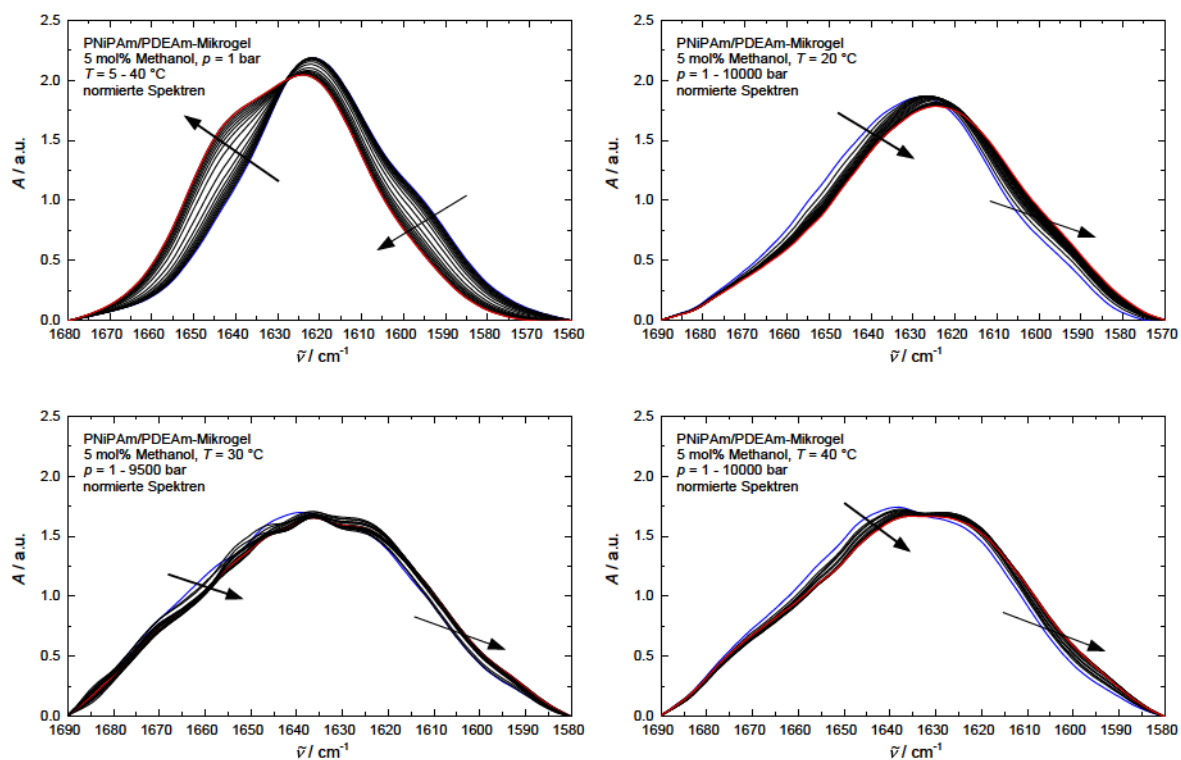 PNiPAm/PDEAm-Mikrogel
5 mol% Methanol, p = 1 bar
T = 5 - 40 °C
normierte Spektren
A / a.u.
2.5
2.0
1.5
1.0
0.5
0.0
1680 1670 1660 1650 1640 1630 1620 1610 1600 1590 1580 1570 1560
ν̃ / cm⁻¹
PNiPAm/PDEAm-Mikrogel
5 mol% Methanol, T = 20 °C
p = 1 - 10000 bar
normierte Spektren
A / a.u.
2.5
2.0
1.5
1.0
0.5
0.0
1690 1680 1670 1660 1650 1640 1630 1620 1610 1600 1590 1580 1570
ν̃ / cm⁻¹
PNiPAm/PDEAm-Mikrogel
5 mol% Methanol, T = 30 °C
p = 1 - 9500 bar
normierte Spektren
A / a.u.
2.5
2.0
1.5
1.0
0.5
0.0
1690 1680 1670 1660 1650 1640 1630 1620 1610 1600 1590 1580
ν̃ / cm⁻¹
PNiPAm/PDEAm-Mikrogel
5 mol% Methanol, T = 40 °C
p = 1 - 10000 bar
normierte Spektren
A / a.u.
2.5
2.0
1.5
1.0
0.5
0.0
1690 1680 1670 1660 1650 1640 1630 1620 1610 1600 1590 1580
ν̃ / cm⁻¹